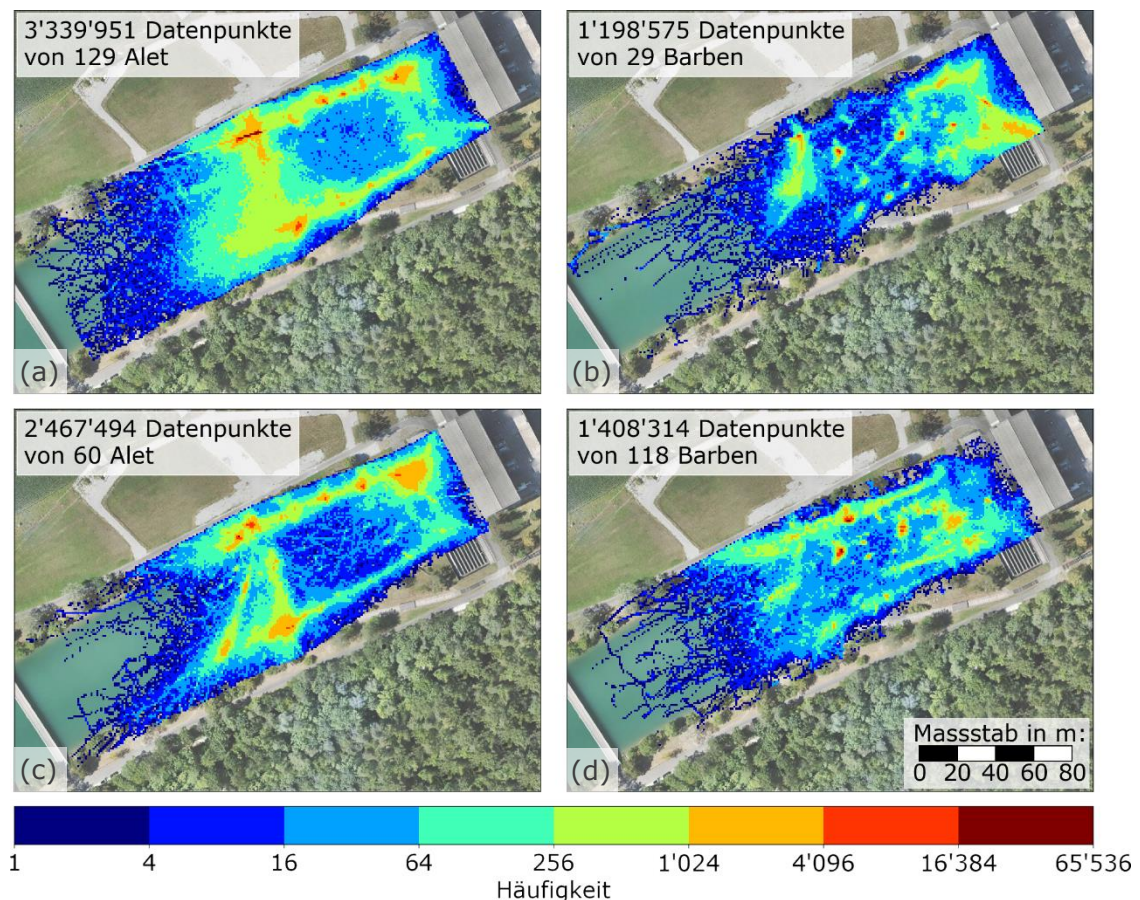 3'339'951 Datenpunkte
von 129 Alet
(a)
1'198'575 Datenpunkte
von 29 Barben
(b)
2'467'494 Datenpunkte
von 60 Alet
(c)
1'408'314 Datenpunkte
von 118 Barben
(d)
Massstab in m:
0 20 40 60 80
1 4 16 64 256 1'024 4'096 16'384 65'536
Häufigkeit